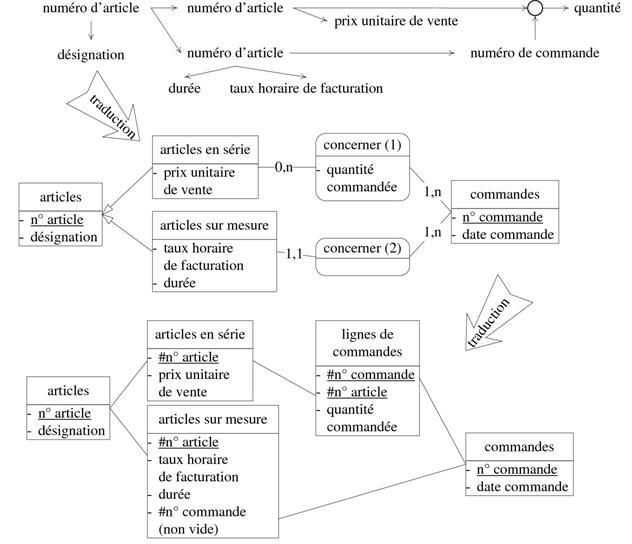 numéro d'article
numéro d'article
quantité
prix unitaire de vente
désignation
numéro d'article
numéro de commande
durée
taux horaire de facturation
traduction
articles en série
- prix unitaire
de vente
0,n
concerner (1)
- quantité
commandée
1,n
articles
- n° article
- désignation
articles sur mesure
- taux horaire
de facturation
- durée
1,1
concerner (2)
1,n
commandes
- n° commande
- date commande
traduction
articles en série
- #n° article
- prix unitaire
de vente
lignes de
commandes
- #n° commande
- #n° article
- quantité
commandée
articles
- n° article
- désignation
articles sur mesure
- #n° article
- taux horaire
de facturation
- durée
- #n° commande
(non vide)
commandes
- n° commande
- date commande